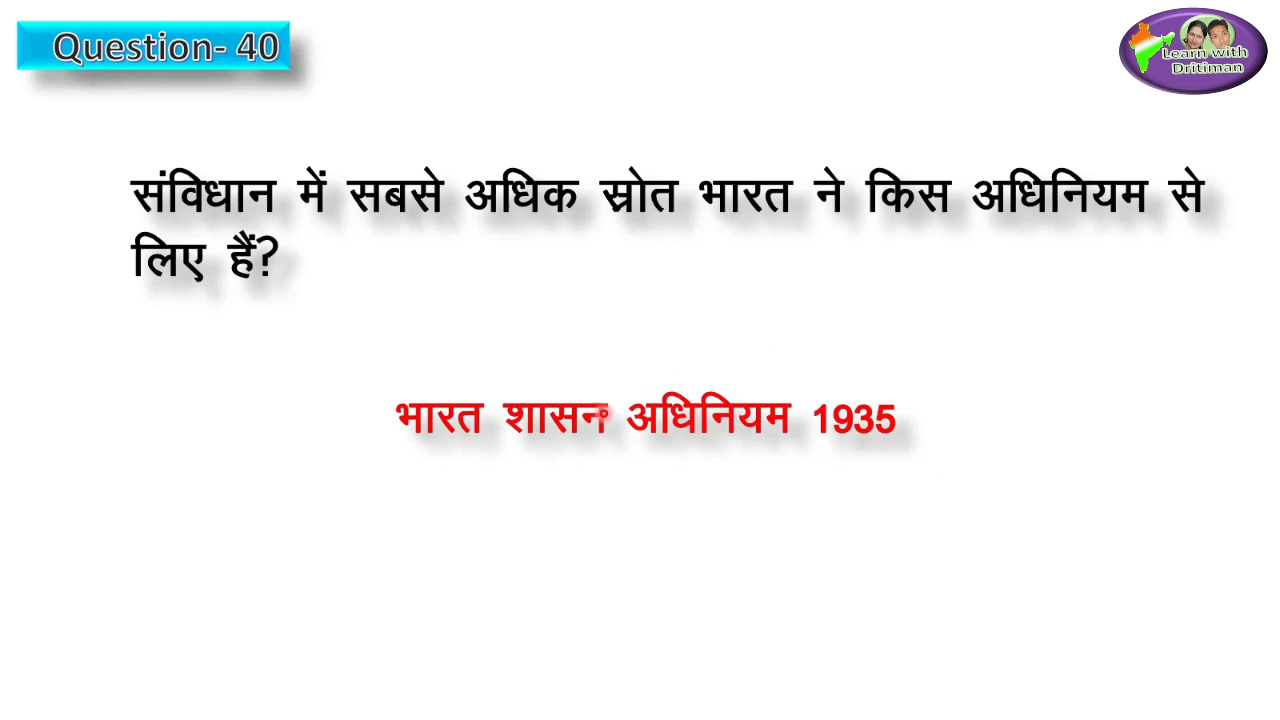 Question- 40
Learn with
Dritiman
संविधान में सबसे अधिक स्रोत भारत ने किस अधिनियम से
लिए हैं?
भारत शासन अधिनियम 1935